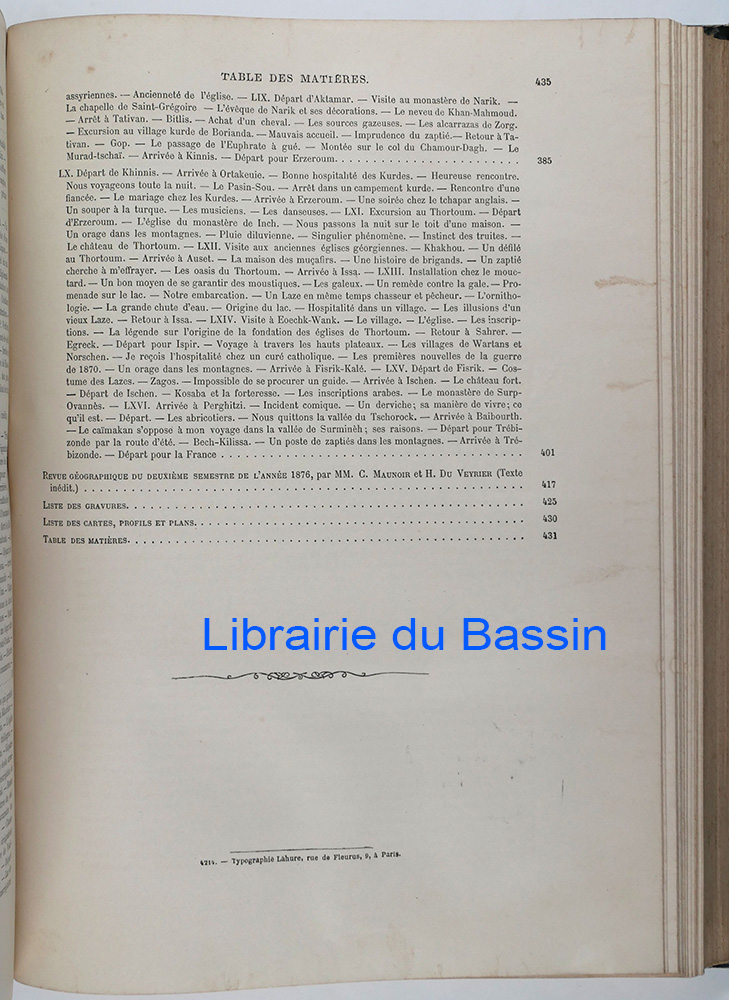 TABLE DES MATIÈRES. 435
assyriennes. — Ancienneté de l'église. — LIX. Départ d'Aktamar. — Visite au monastère de Narik. —
La chapelle de Saint-Grégoire — L'évêque de Narik et ses décorations. — Le neveu de Khan-Mahmoud.
— Arrêt à Tativan. — Bitlis. — Achat d'un cheval. — Les sources gazeuses. — Les alcarrazas de Zorg.
— Excursion au village kurde de Borianda. — Mauvais accueil. — Imprudence du zaptié.— Retour à Ta-
tivan. — Gop. — Le passage de l'Euphrate à gué. — Montée sur le col du Chamour-Dagh. — Le
Murad-tschaï. — Arrivée à Kinnis. — Départ pour Erzeroum. . . . . . . . . . . . . . . . . . . . . . . . 385
LX. Départ de Khinnis. — Arrivée à Ortakeuie. — Bonne hospitalité des Kurdes. — Heureuse rencontre.
Nous voyageons toute la nuit. — Le Pasin-Sou. — Arrêt dans un campement kurde. — Rencontre d'une
fiancée. — Le mariage chez les Kurdes. — Arrivée à Erzeroum. — Une soirée chez le tchapar anglais. —
Un souper à la turque. — Les musiciens. — Les danseuses. — LXI. Excursion au Thortoum. — Départ
d'Erzeroum. — L'église du monastère de Inch. — Nous passons la nuit sur le toit d'une maison. —
Un orage dans les montagnes. — Pluie diluvienne. — Singulier phénomène. — Instinct des truites. —
Le château de Thortoum. — LXII. Visite aux anciennes églises géorgiennes. — Khakhou. — Un défilé
au Thortoum. — Arrivée à Auset. — La maison des muçafirs. — Une histoire de brigands. — Un zaptié
cherche à m'effrayer. — Les oasis du Thortoum. — Arrivée à Issa. — LXIII. Installation chez le mouc-
tard. — Un bon moyen de se garantir des moustiques. — Les galeux. — Un remède contre la gale. — Pro-
menade sur le lac. — Notre embarcation. — Un Laze en même temps chasseur et pêcheur. — L'ornitho-
logie. — La grande chute d'eau. — Origine du lac. — Hospitalité dans un village. — Les illusions d'un
vieux Laze. — Retour à Issa. — LXIV. Visite à Eoechk-Wank. — Le village. — L'église. — Les inscrip-
tions. — La légende sur l'origine de la fondation des églises de Thortoum. — Retour à Sahrer. —
Egreck. — Départ pour Ispir. — Voyage à travers les hauts plateaux. — Les villages de Wartans et
Norschen. — Je reçois l'hospitalité chez un curé catholique. — Les premières nouvelles de la guerre
de 1870. — Un orage dans les montagnes. — Arrivée à Fisrik-Kalé. — LXV. Départ de Fisrik. — Cos-
tume des Lazes. — Zagos. — Impossible de se procurer un guide. — Arrivée à Ischen. — Le château fort.
— Départ de Ischen. — Kosaba et la forteresse. — Les inscriptions arabes. — Le monastère de Surp-
Ovannès. — LXVI. Arrivée à Perghitzi. — Incident comique. — Un derviche; sa manière de vivre; ce
qu'il est. — Départ. — Les abricotiers. — Nous quittons la vallée du Tschorock. — Arrivée à Baibourth.
— Le caïmakan s'oppose à mon voyage dans la vallée de Surminèh; ses raisons. — Départ pour Trébi-
zonde par la route d'été. — Bech-Kilissa. — Un poste de zaptiés dans les montagnes. — Arrivée à Tré-
bizonde. — Départ pour la France . . . . . . . . . . . . . . . . . . . . . . . . . . . . . . . . . . . . 401
REVUE GÉOGRAPHIQUE DU DEUXIÈME SEMESTRE DE L'ANNÉE 1876, par MM. C. MAUNOIR et H. DU VEYRIER (Texte
inédit.) . . . . . . . . . . . . . . . . . . . . . . . . . . . . . . . . . . . . . . . . . . . . . . . . 417
LISTE DES GRAVURES. . . . . . . . . . . . . . . . . . . . . . . . . . . . . . . . . . . . . . . . . . . 425
LISTE DES CARTES, PROFILS ET PLANS. . . . . . . . . . . . . . . . . . . . . . . . . . . . . . . . . . . 430
TABLE DES MATIÈRES. . . . . . . . . . . . . . . . . . . . . . . . . . . . . . . . . . . . . . . . . . . 431
Librairie du Bassin
4214. — Typographie Lahure, rue de Fleurus, 9, à Paris.